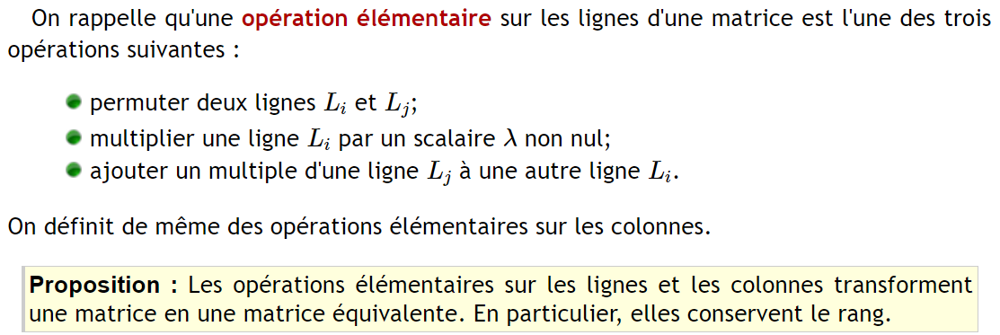 On rappelle qu'une opération élémentaire sur les lignes d'une matrice est l'une des trois
opérations suivantes :
permuter deux lignes L_i et L_j;
multiplier une ligne L_i par un scalaire λ non nul;
ajouter un multiple d'une ligne L_j à une autre ligne L_i.
On définit de même des opérations élémentaires sur les colonnes.
Proposition : Les opérations élémentaires sur les lignes et les colonnes transforment
une matrice en une matrice équivalente. En particulier, elles conservent le rang.